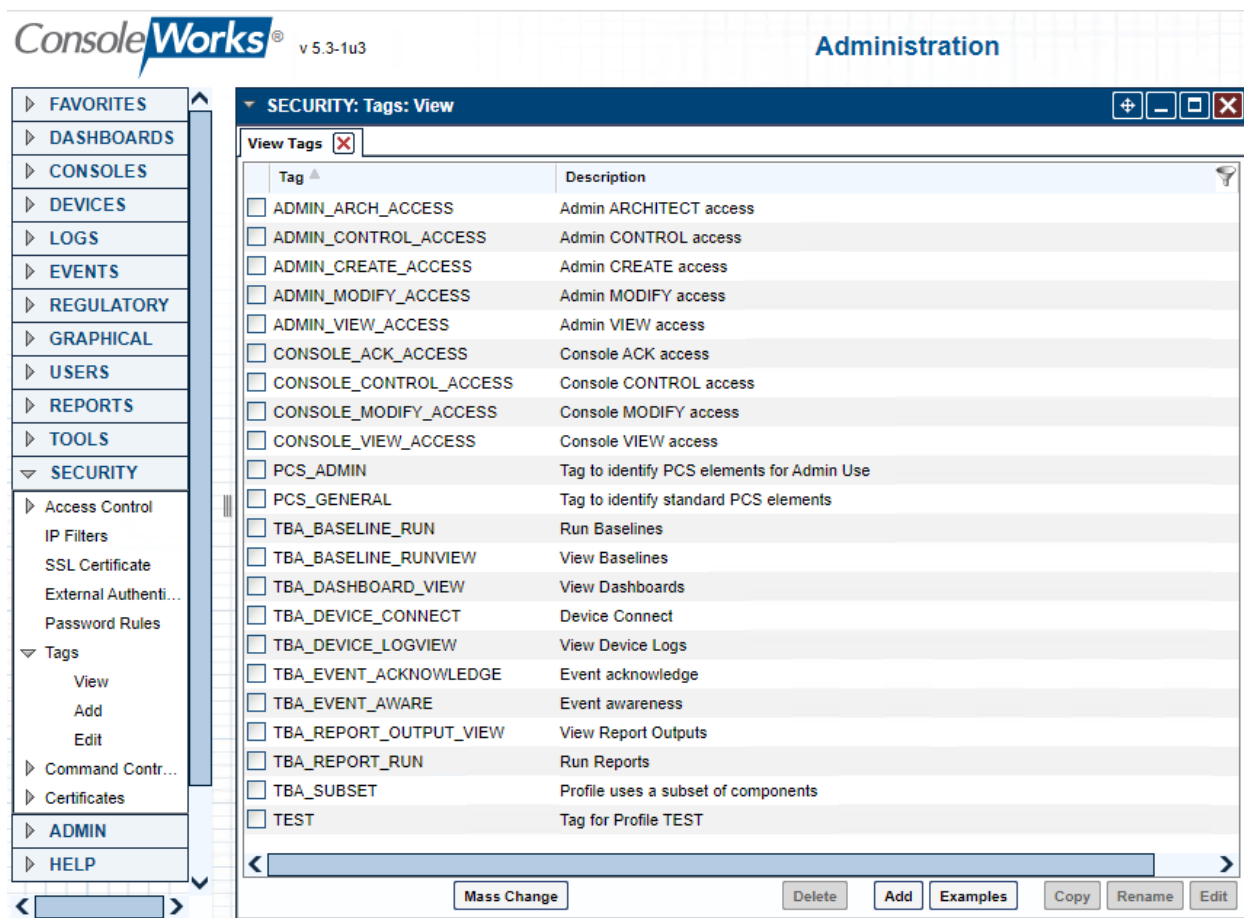 ConsoleWorks® v 5.3-1u3
Administration
FAVORITES
DASHBOARDS
CONSOLES
DEVICES
LOGS
EVENTS
REGULATORY
GRAPHICAL
USERS
REPORTS
TOOLS
SECURITY
Access Control
IP Filters
SSL Certificate
External Authenti...
Password Rules
Tags
View
Add
Edit
Command Contr...
Certificates
ADMIN
HELP
SECURITY: Tags: View
View Tags
Tag Description
ADMIN_ARCH_ACCESS Admin ARCHITECT access
ADMIN_CONTROL_ACCESS Admin CONTROL access
ADMIN_CREATE_ACCESS Admin CREATE access
ADMIN_MODIFY_ACCESS Admin MODIFY access
ADMIN_VIEW_ACCESS Admin VIEW access
CONSOLE_ACK_ACCESS Console ACK access
CONSOLE_CONTROL_ACCESS Console CONTROL access
CONSOLE_MODIFY_ACCESS Console MODIFY access
CONSOLE_VIEW_ACCESS Console VIEW access
PCS_ADMIN Tag to identify PCS elements for Admin Use
PCS_GENERAL Tag to identify standard PCS elements
TBA_BASELINE_RUN Run Baselines
TBA_BASELINE_RUNVIEW View Baselines
TBA_DASHBOARD_VIEW View Dashboards
TBA_DEVICE_CONNECT Device Connect
TBA_DEVICE_LOGVIEW View Device Logs
TBA_EVENT_ACKNOWLEDGE Event acknowledge
TBA_EVENT_AWARE Event awareness
TBA_REPORT_OUTPUT_VIEW View Report Outputs
TBA_REPORT_RUN Run Reports
TBA_SUBSET Profile uses a subset of components
TEST Tag for Profile TEST
Mass Change Delete Add Examples Copy Rename Edit